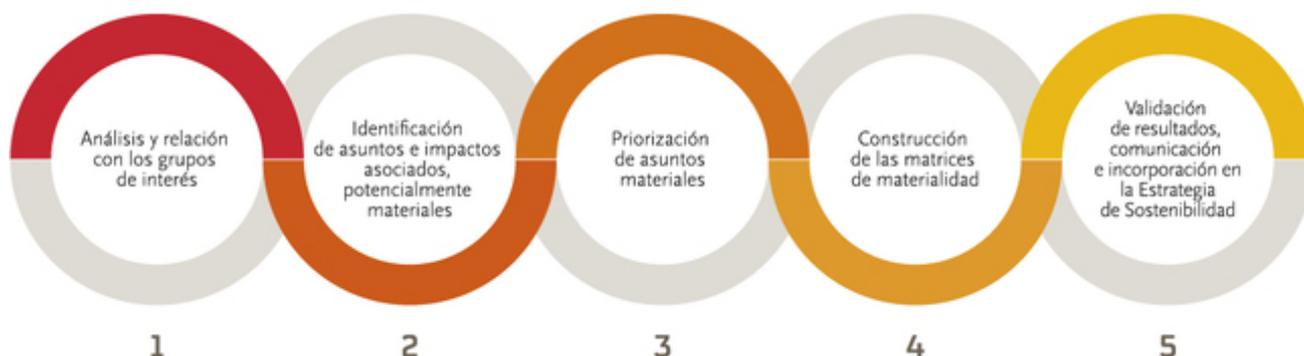 Análisis y relación
con los grupos
de interés
Identificación
de asuntos e impactos
asociados,
potencialmente
materiales
Priorización
de asuntos
materiales
Construcción
de las matrices
de materialidad
Validación
de resultados,
comunicación
e incorporación en
la Estrategia
de Sostenibilidad
1
2
3
4
5